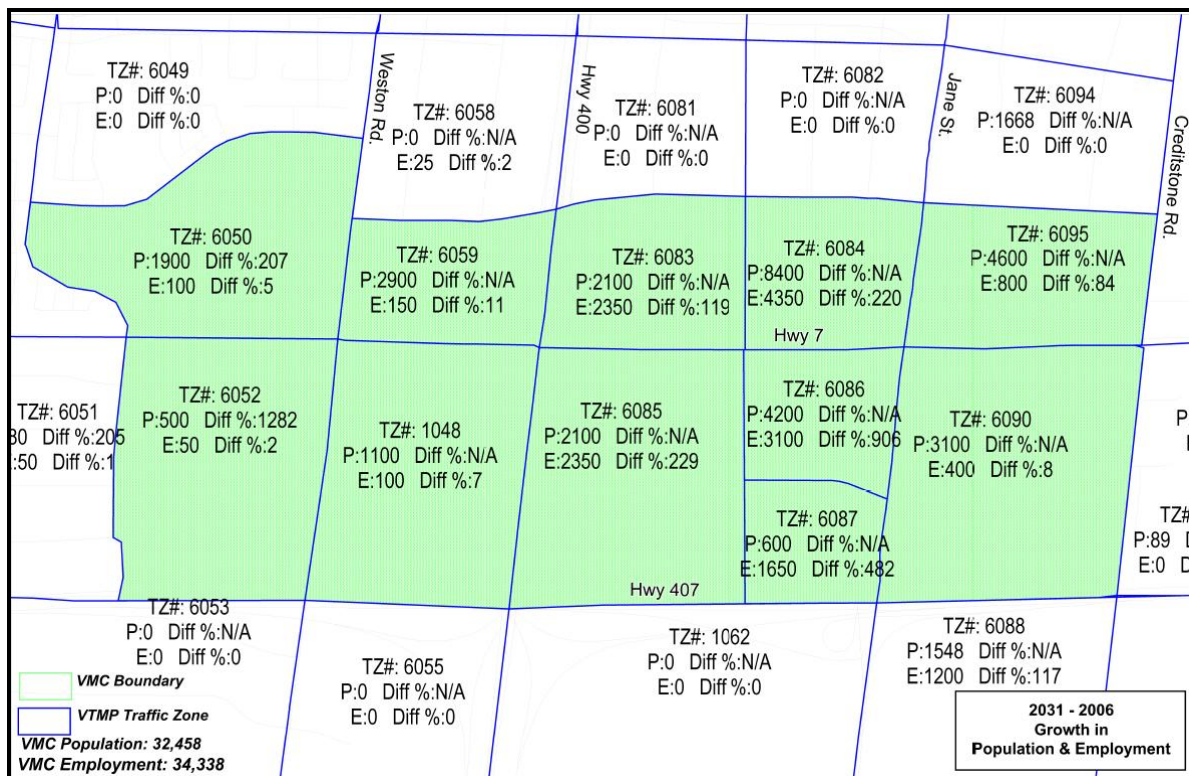 TZ#: 6049
P:0 Diff %:0
E:0 Diff %:0
Weston Rd.
TZ#: 6058
P:0 Diff %:N/A
E:25 Diff %:2
Hwy 400
TZ#: 6081
P:0 Diff %:N/A
E:0 Diff %:0
TZ#: 6082
P:0 Diff %:N/A
E:0 Diff %:0
Jane St.
TZ#: 6094
P:1668 Diff %:N/A
E:0 Diff %:0
Creditstone Rd.
TZ#: 6050
P:1900 Diff %:207
E:100 Diff %:5
TZ#: 6059
P:2900 Diff %:N/A
E:150 Diff %:11
TZ#: 6083
P:2100 Diff %:N/A
E:2350 Diff %:119
TZ#: 6084
P:8400 Diff %:N/A
E:4350 Diff %:220
TZ#: 6095
P:4600 Diff %:N/A
E:800 Diff %:84
Hwy 7
TZ#: 6051
Diff %:205
:50 Diff %:1
TZ#: 6052
P:500 Diff %:1282
E:50 Diff %:2
TZ#: 1048
P:1100 Diff %:N/A
E:100 Diff %:7
TZ#: 6085
P:2100 Diff %:N/A
E:2350 Diff %:229
TZ#: 6086
P:4200 Diff %:N/A
E:3100 Diff %:906
TZ#: 6090
P:3100 Diff %:N/A
E:400 Diff %:8
P
TZ#: 6087
P:600 Diff %:N/A
E:1650 Diff %:482
TZ#
P:89
E:0
Hwy 407
TZ#: 6053
P:0 Diff %:N/A
E:0 Diff %:0
TZ#: 6055
P:0 Diff %:N/A
E:0 Diff %:0
TZ#: 1062
P:0 Diff %:N/A
E:0 Diff %:0
TZ#: 6088
P:1548 Diff %:N/A
E:1200 Diff %:117
VMC Boundary
VTMP Traffic Zone
VMC Population: 32,458
VMC Employment: 34,338
2031 - 2006
Growth in
Population & Employment